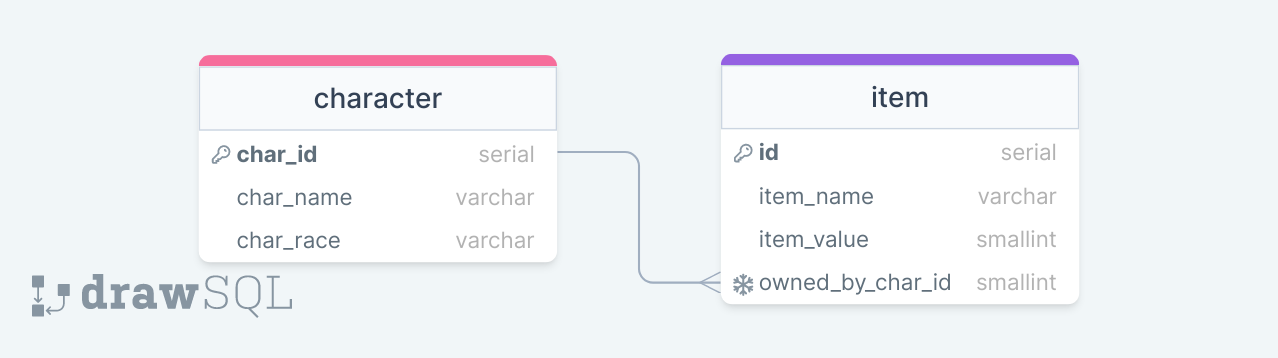 character
char_id serial
char_name varchar
char_race varchar
item
id serial
item_name varchar
item_value smallint
owned_by_char_id smallint
drawSQL